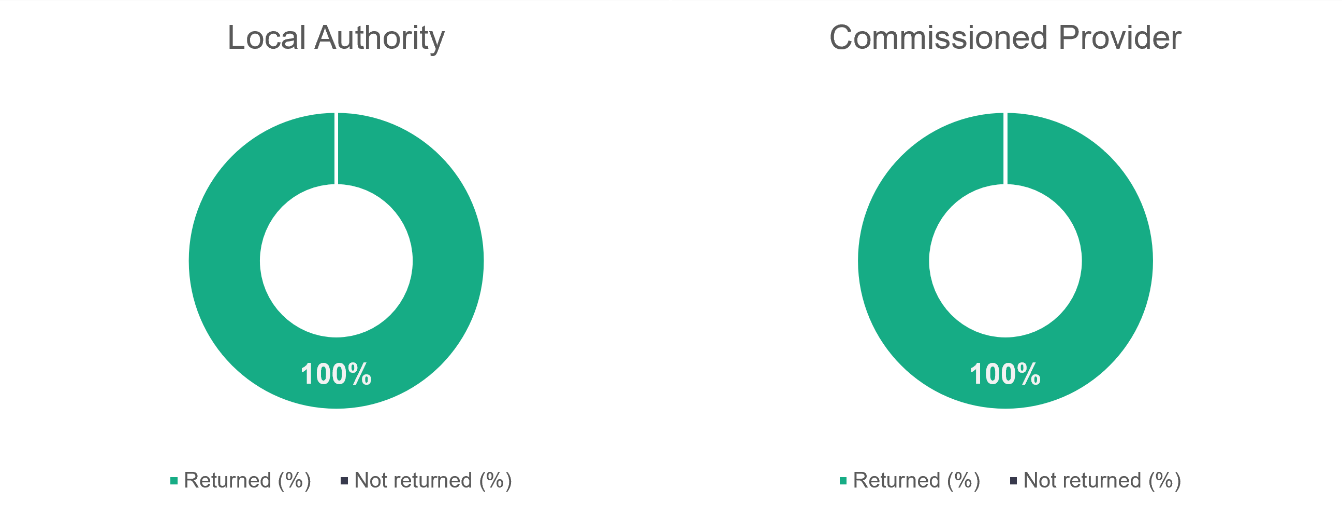 Local Authority
100%
Returned (%)
Not returned (%)
Commissioned Provider
100%
Returned (%)
Not returned (%)